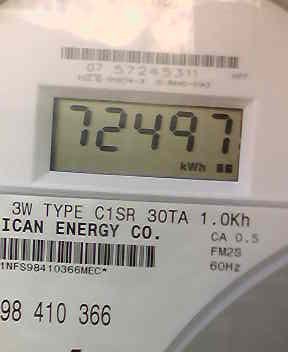 07 57245311
72497
kWh
3W TYPE C1SR 30TA 1.0Kh
ICAN ENERGY CO.
CA 0.5
FM2S
60Hz
1NFS98410366MEC*
98 410 366